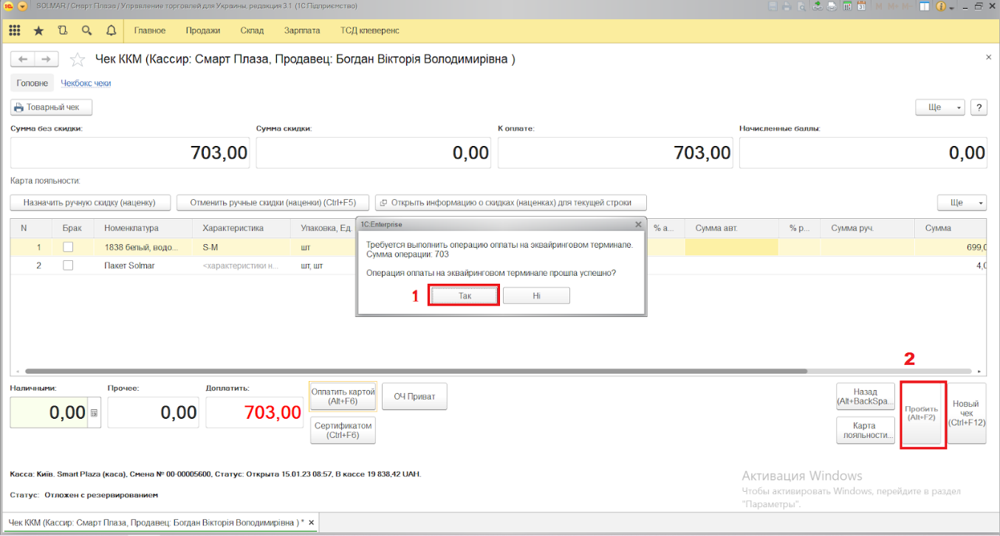 SOLMAR / Смарт Плаза / Управление торговлей для Украины, редакция 3.1 (1С:Підприємство)
Главное Продажи Склад Зарплата ТСД клеверенс
Чек ККМ (Кассир: Смарт Плаза, Продавец: Богдан Вікторія Володимирівна )
Головне Чекбокс чеки
Товарный чек Ще ?
Сумма без скидки: Сумма скидки: К оплате: Начисленные баллы:
703,00 0,00 703,00 0,00
Карта лояльности:
Назначить ручную скидку (наценку) Отменить ручные скидки (наценки) (Ctrl+F5) Открыть информацию о скидках (наценках) для текущей строки Ще
N Брак Номенклатура Характеристика Упаковка, Ед. % а... Сумма авт. % р... Сумма руч. Сумма
1 1838 белый, водо... S-M шт 699,0
2 Пакет Solmar <характеристики н... шт, шт 4,0
1C:Enterprise
Требуется выполнить операцию оплаты на эквайринговом терминале.
Сумма операции: 703
Операция оплаты на эквайринговом терминале прошла успешно?
1 Так Ні
2
Наличными: Прочее: Доплатить:
0,00 0,00 703,00
Оплатить картой
(Alt+F6)
ОЧ Приват
Сертификатом
(Ctrl+F6)
Назад
(Alt+BackSpa...
Карта
лояльности...
Пробить
(Alt+F2)
Новый
чек
(Ctrl+F12)
Касса: Київ. Smart Plaza (каса), Смена № 00-00005600, Статус: Открыта 15.01.23 08:57, В кассе 19 838,42 UAH.
Статус: Отложен с резервированием
Активация Windows
Чтобы активировать Windows, перейдите в раздел
"Параметры".
Чек ККМ (Кассир: Смарт Плаза, Продавец: Богдан Вікторія Володимирівна ) *